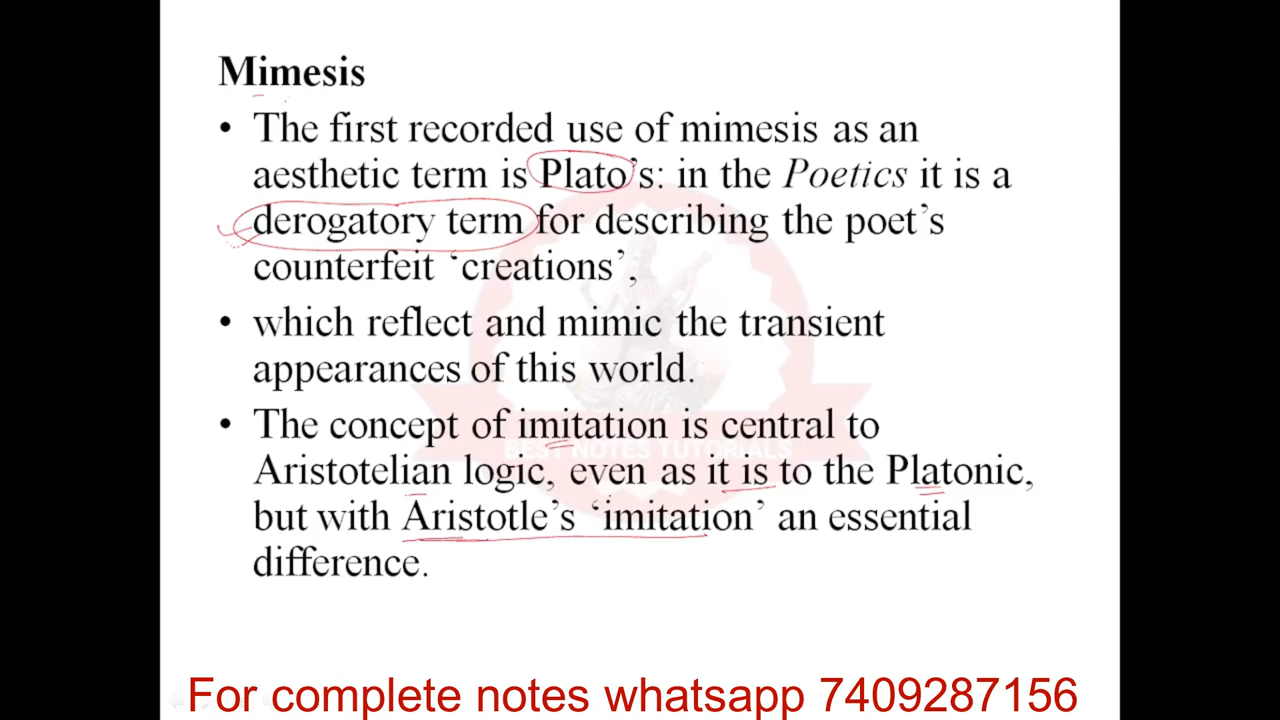 Mimesis
• The first recorded use of mimesis as an
aesthetic term is Plato's: in the Poetics it is a
derogatory term for describing the poet's
counterfeit ‘creations’,
• which reflect and mimic the transient
appearances of this world.
• The concept of imitation is central to
BEST NOTES TUTORIALS
Aristotelian logic, even as it is to the Platonic,
but with Aristotle’s ‘imitation’ an essential
difference.
For complete notes whatsapp 7409287156